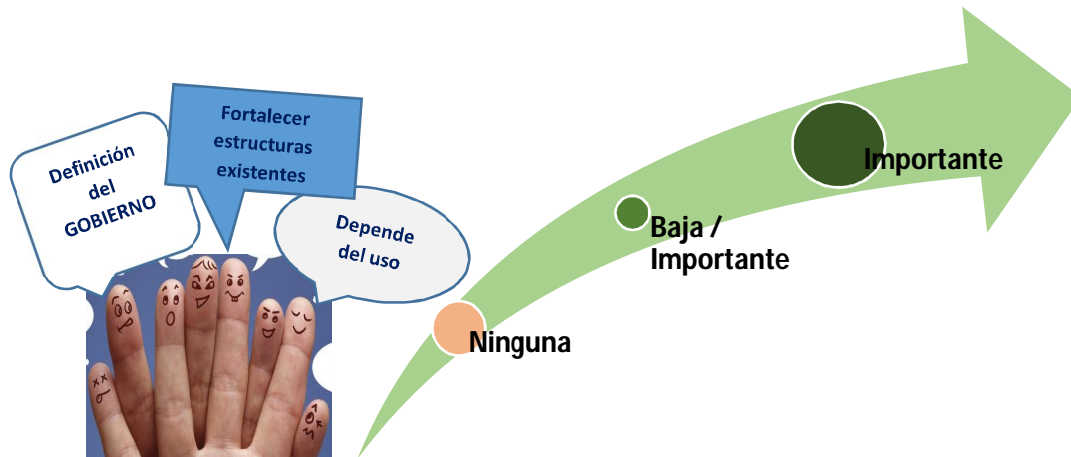 Definición
del
GOBIERNO
Fortalecer
estructuras
existentes
Depende
del uso
Ninguna
Baja /
Importante
Importante